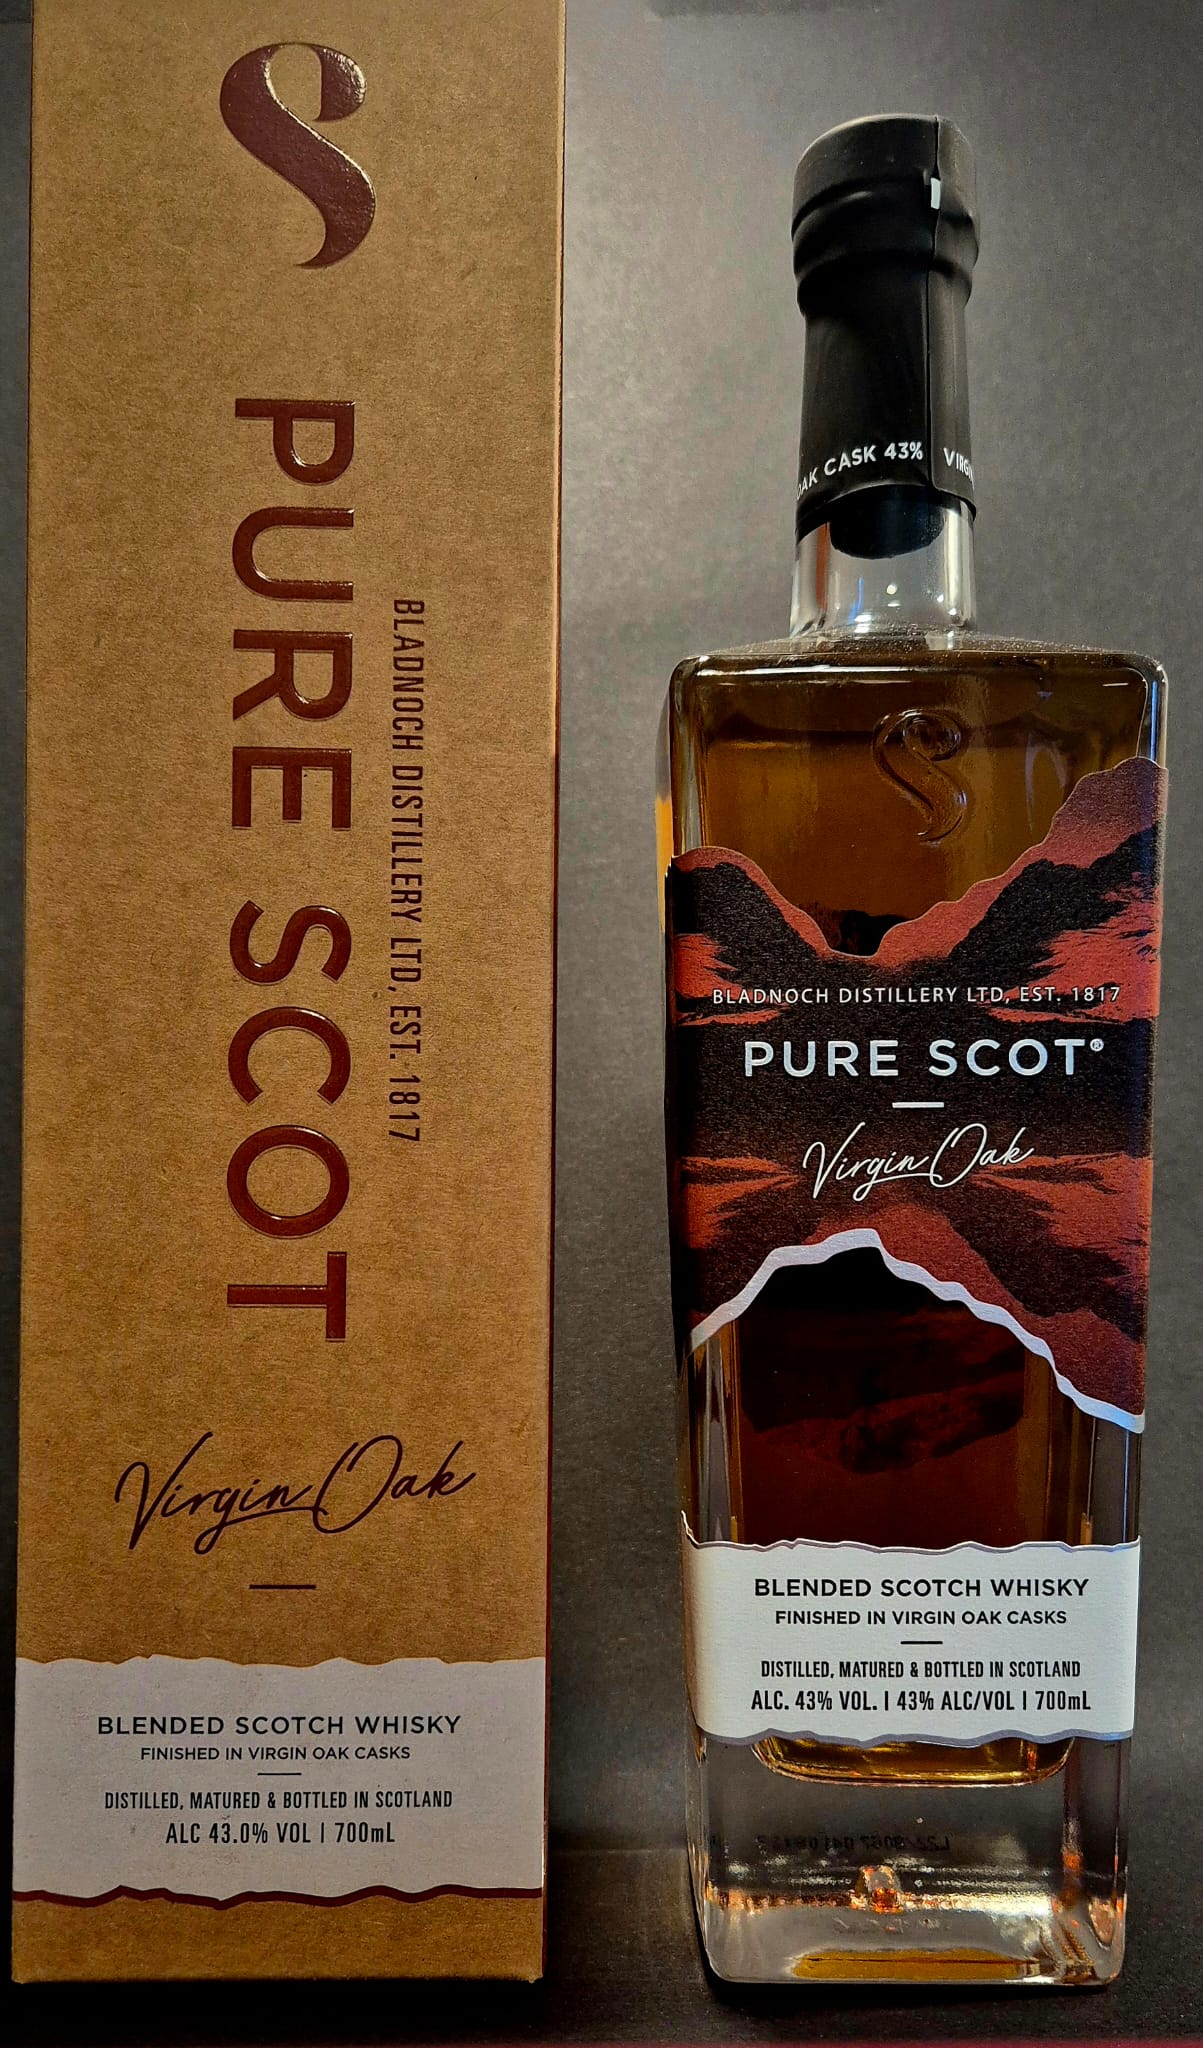 PURE SCOT
BLADNOCH DISTILLERY LTD, EST. 1817
Virgin Oak
BLENDED SCOTCH WHISKY
FINISHED IN VIRGIN OAK CASKS
DISTILLED, MATURED & BOTTLED IN SCOTLAND
ALC 43.0% VOL | 700mL
OAK CASK 43%
BLADNOCH DISTILLERY LTD, EST. 1817
PURE SCOT®
Virgin Oak
BLENDED SCOTCH WHISKY
FINISHED IN VIRGIN OAK CASKS
DISTILLED, MATURED & BOTTLED IN SCOTLAND
ALC. 43% VOL. | 43% ALC/VOL | 700mL